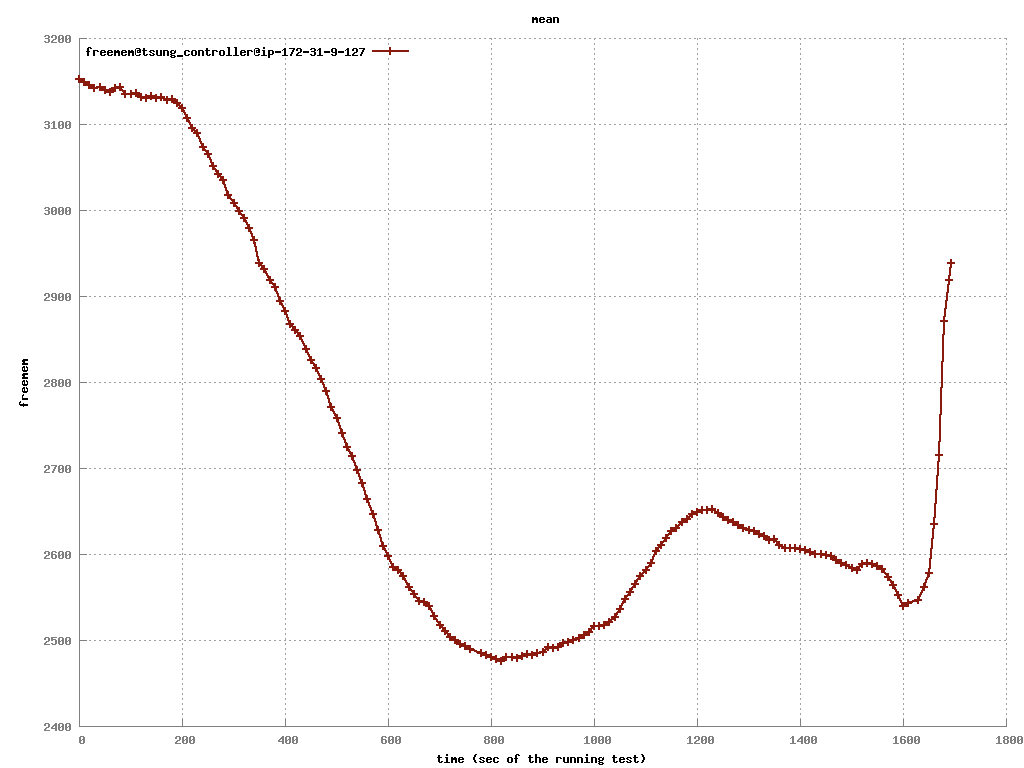 mean
freemem@tsung_controller@ip-172-31-9-127
3200
3100
3000
2900
2800
2700
2600
2500
2400
freemem
0 200 400 600 800 1000 1200 1400 1600 1800
time (sec of the running test)